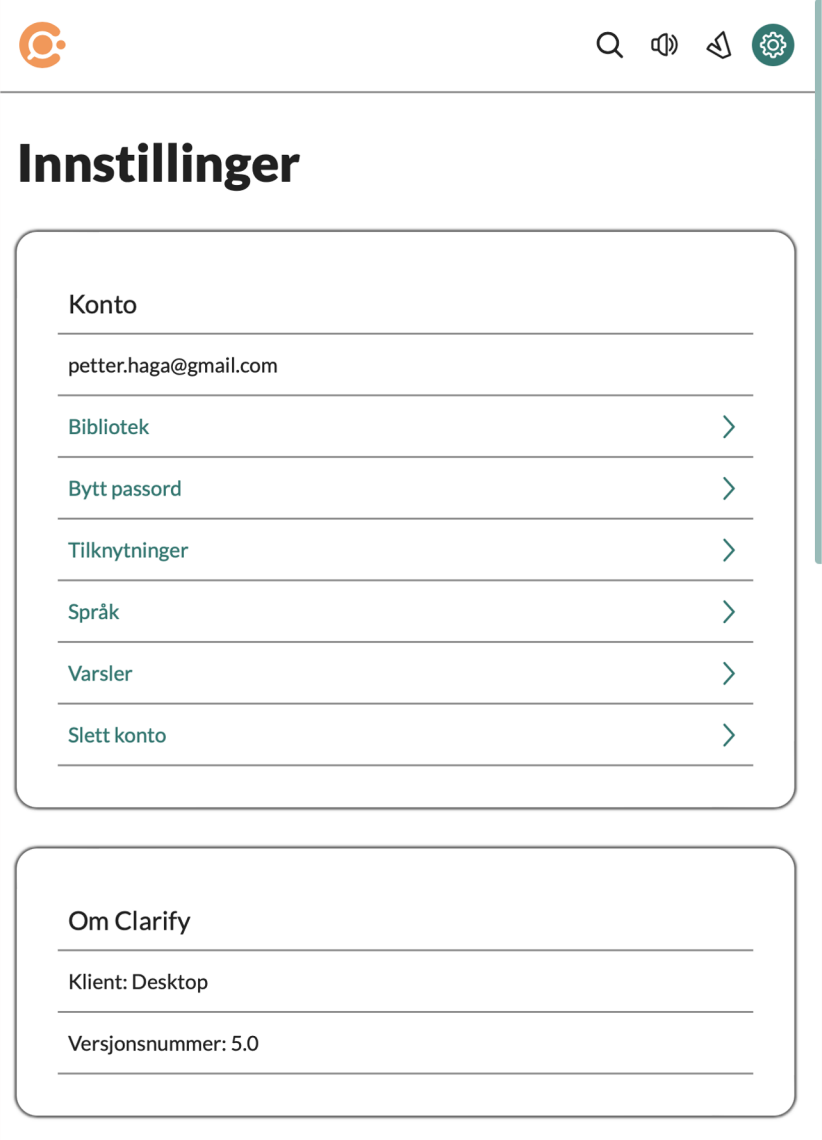 Innstillinger
Konto
petter.haga@gmail.com
Bibliotek
Bytt passord
Tilknytninger
Språk
Varsler
Slett konto
Om Clarify
Klient: Desktop
Versjonsnummer: 5.0